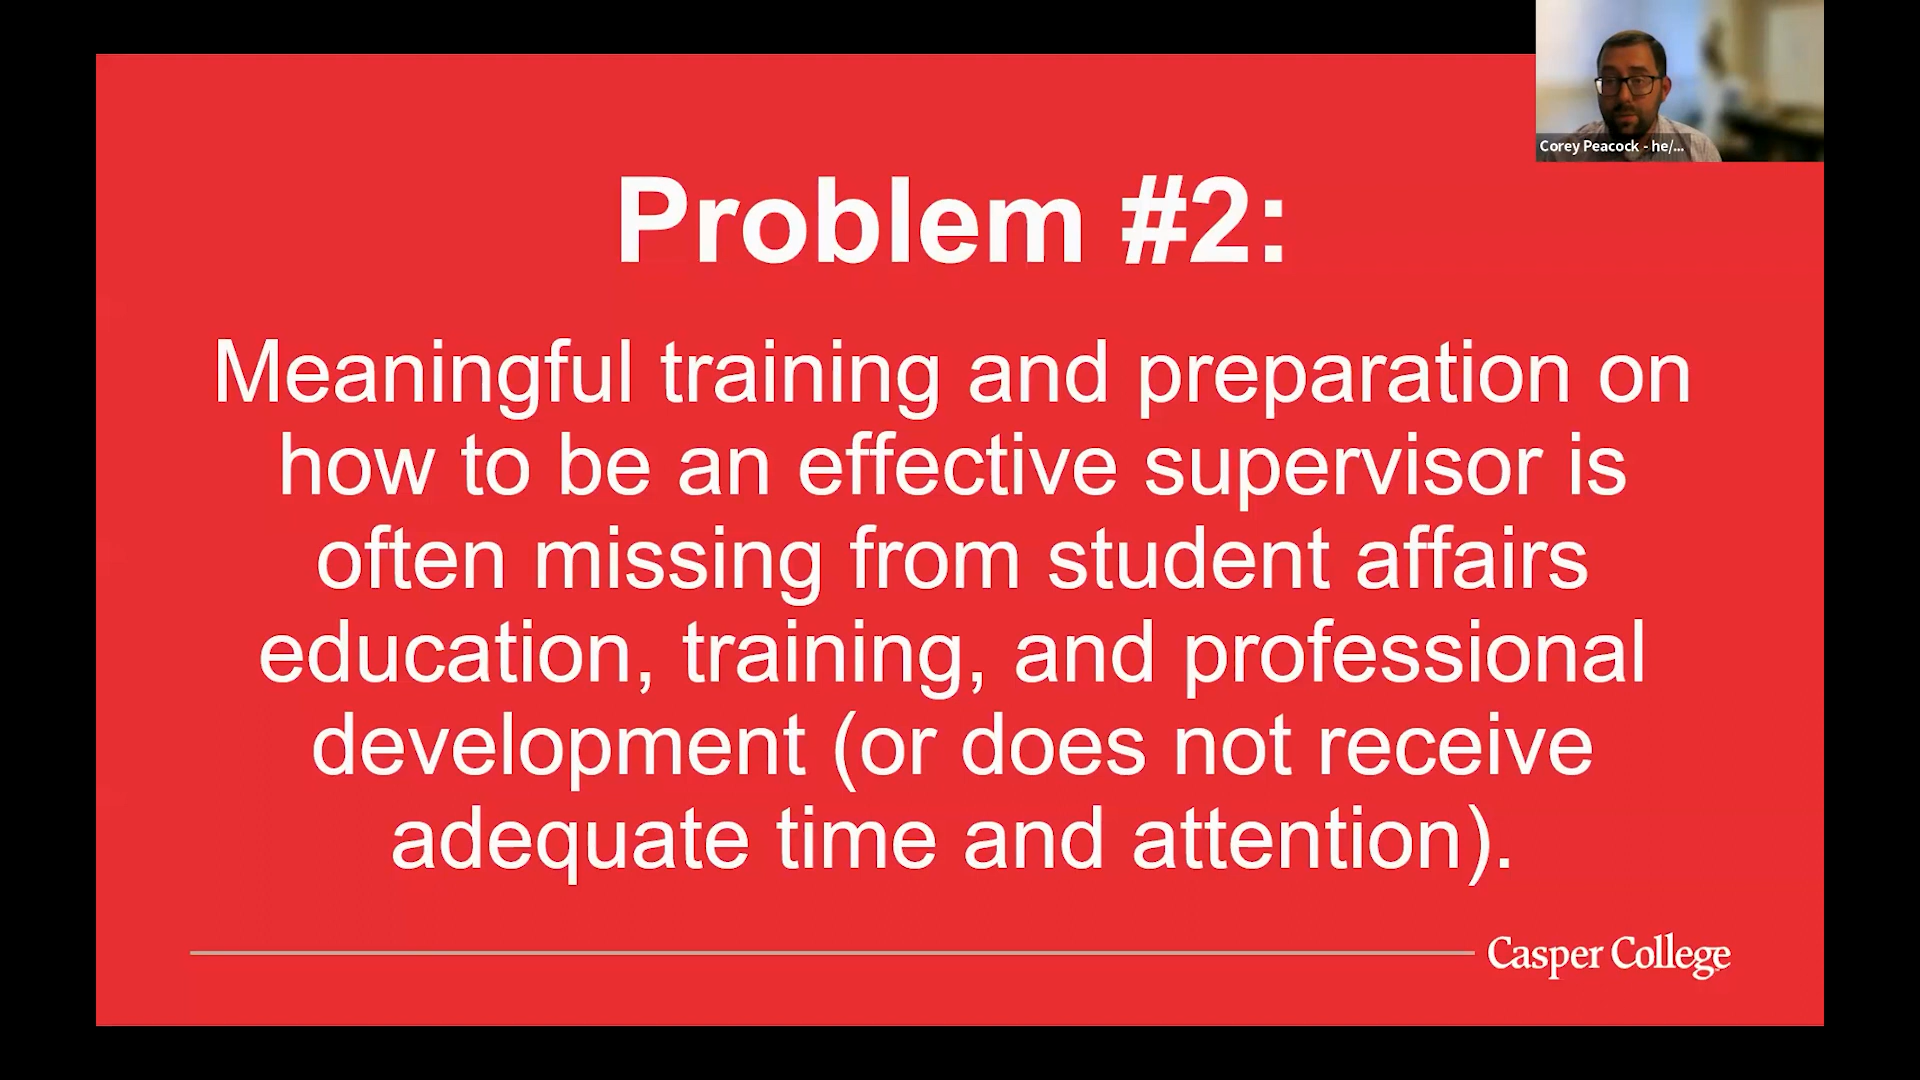 Corey Peacock - he/...
Problem #2:
Meaningful training and preparation on
how to be an effective supervisor is
often missing from student affairs
education, training, and professional
development (or does not receive
adequate time and attention).
Casper College